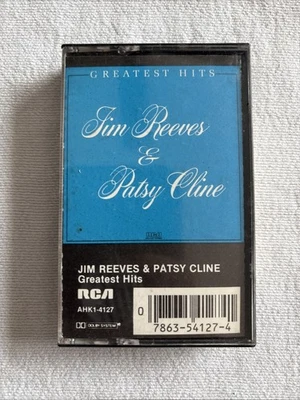 GREATEST HITS
Jim Reeves
&
Patsy Cline
JIM REEVES & PATSY CLINE
Greatest Hits
RCA
AHK1-4127
DOLBY SYSTEM
0 7863-54127-4